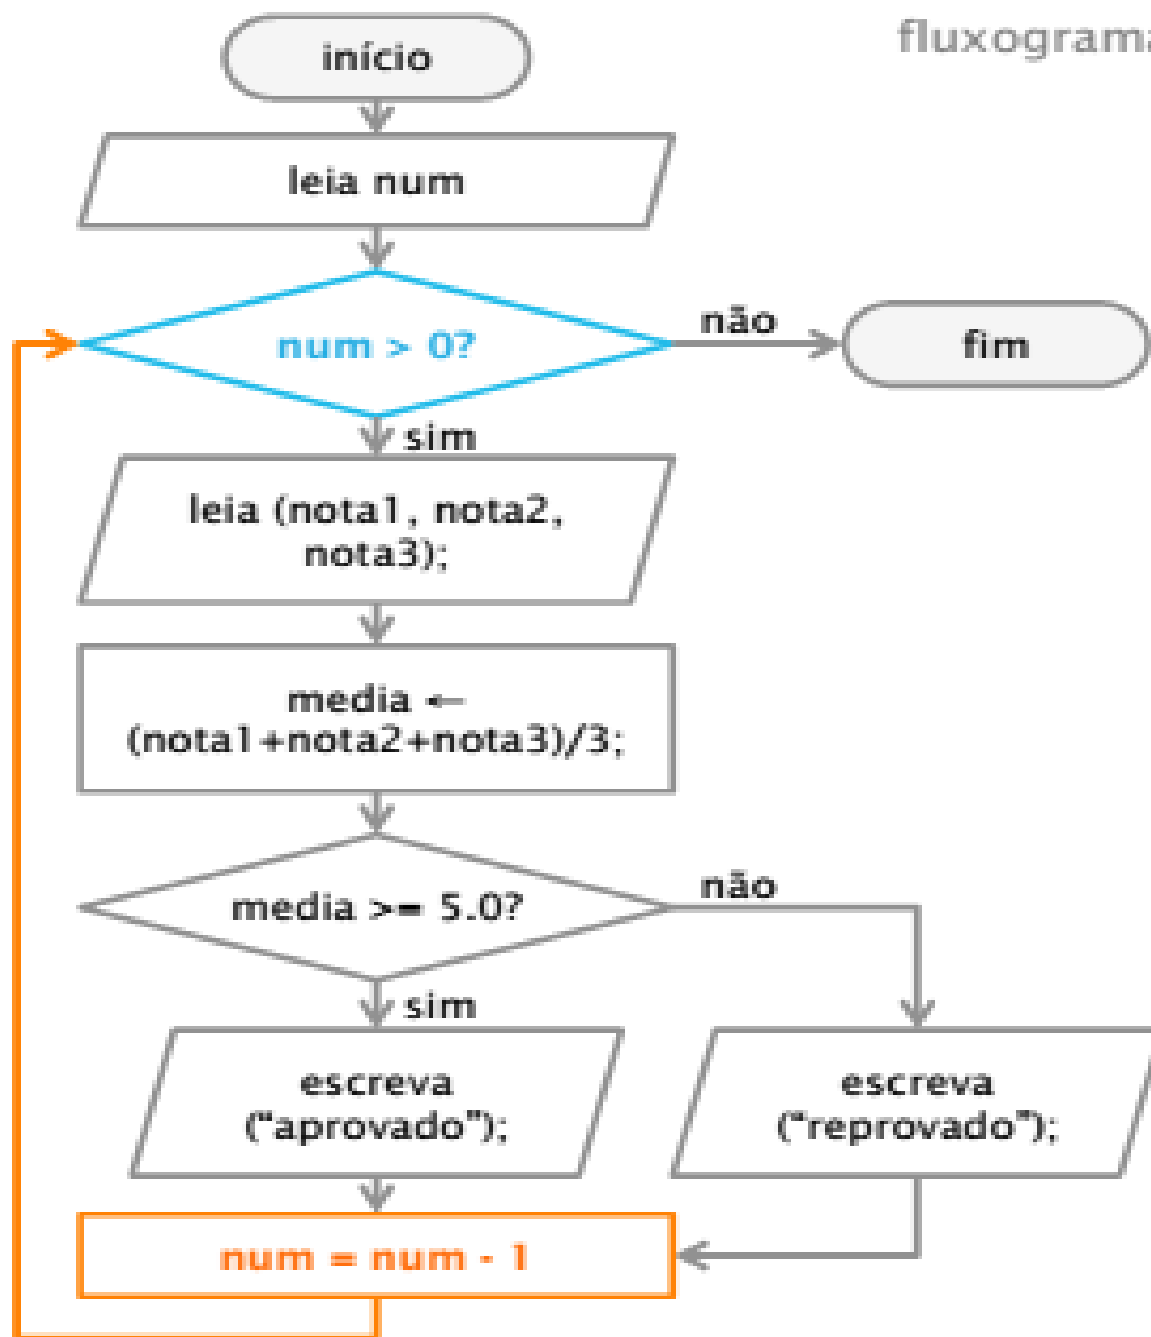 fluxograma
início
leia num
num > 0?
não
fim
sim
leia (nota1, nota2,
nota3);
media ←
(nota1+nota2+nota3)/3;
media >= 5.0?
não
sim
escreva
("aprovado");
escreva
("reprovado");
num = num - 1